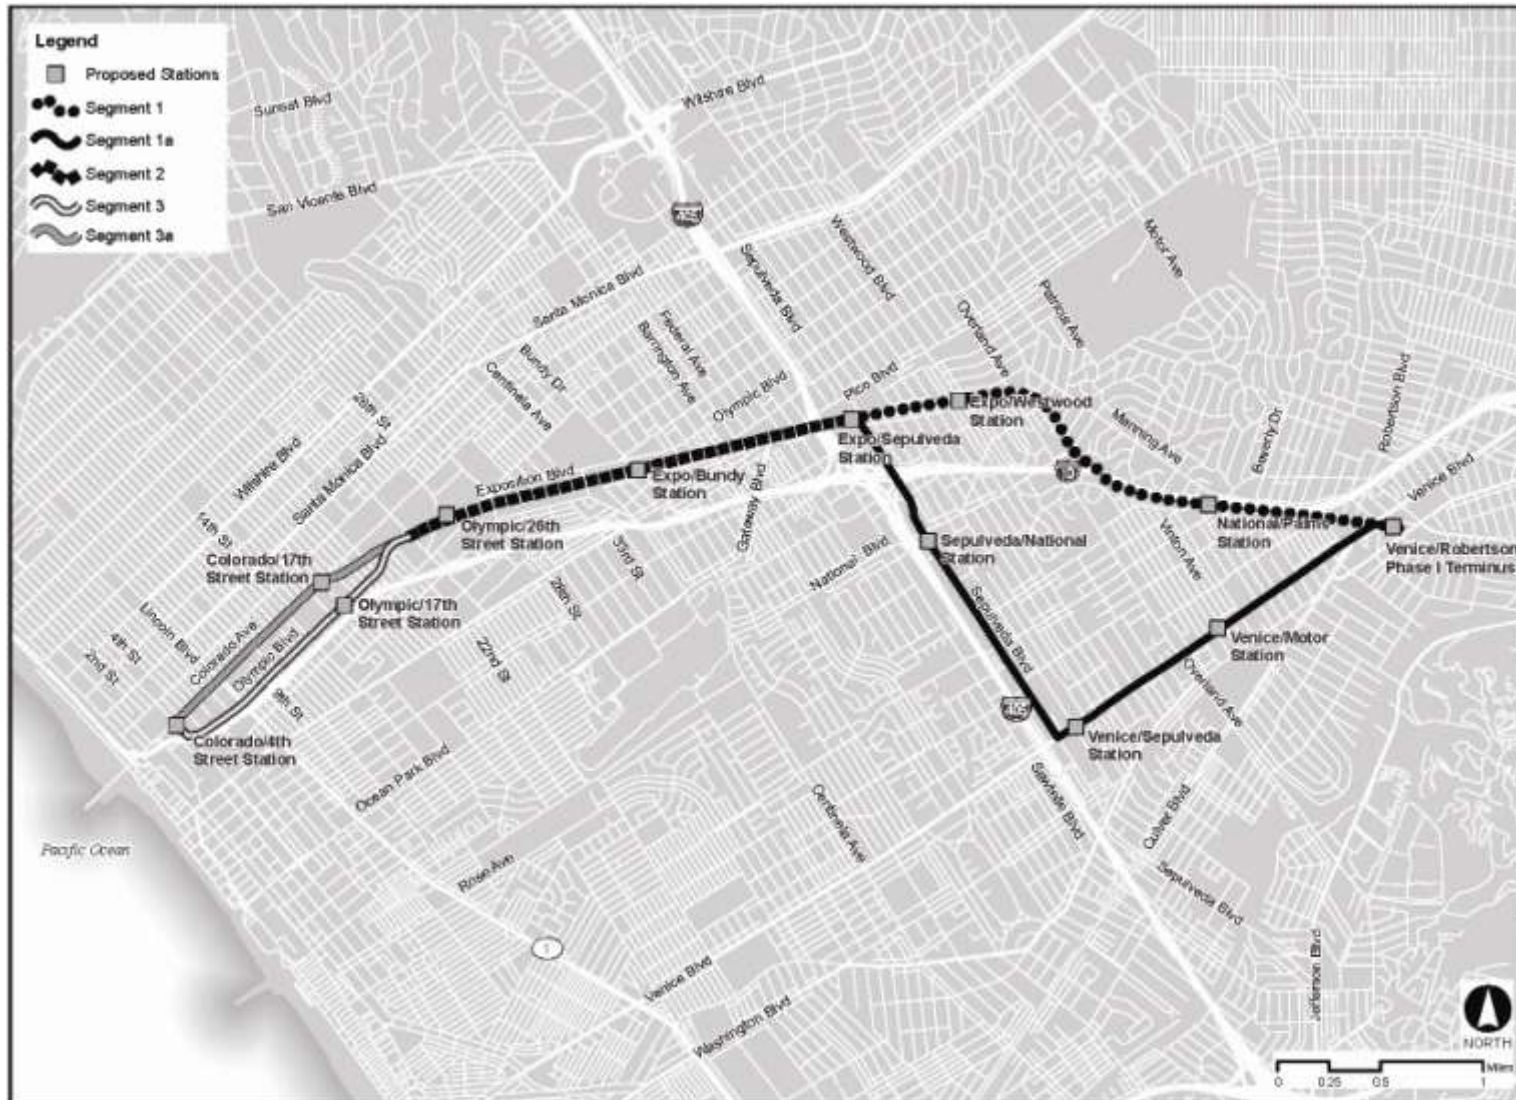 Legend
Proposed Stations
Segment 1
Segment 1a
Segment 2
Segment 3
Segment 3a
Sunset Blvd
Wilshire Blvd
San Vicente Blvd
405
Santa Monica Blvd
Sepulveda Blvd
Westwood Blvd
Motor Ave
Overland Ave
Patricia Ave
Federal Ave
Barrington Ave
Bundy Dr
Centinela Ave
Olympic Blvd
Pico Blvd
Robertson Blvd
26th St
Wilshire Blvd
Santa Monica Blvd
Expo/Westwood
Station
Manning Ave
Beverly Dr
Expo/Sepulveda
Station
Exposition Blvd
Expo/Bundy
Station
Gateway Blvd
Venice Blvd
14th St
Olympic/26th
Street Station
National/Palms
Station
Venice/Robertson
Phase I Terminus
Vinton Ave
Colorado/17th
Street Station
33rd St
National Blvd
Sepulveda/National
Station
Olympic/17th
Street Station
28th St
Lincoln Blvd
4th St
2nd St
Colorado Ave
Olympic Blvd
22nd St
Sepulveda Blvd
Venice/Motor
Station
Overland Ave
Colorado/4th
Street Station
Venice/Sepulveda
Station
Ocean Park Blvd
Sawtelle Blvd
Centinela Ave
Culver Blvd
Pacific Ocean
Rose Ave
Sepulveda Blvd
1
Venice Blvd
Washington Blvd
Jefferson Blvd
NORTH
Miles
0 0.25 0.5 1